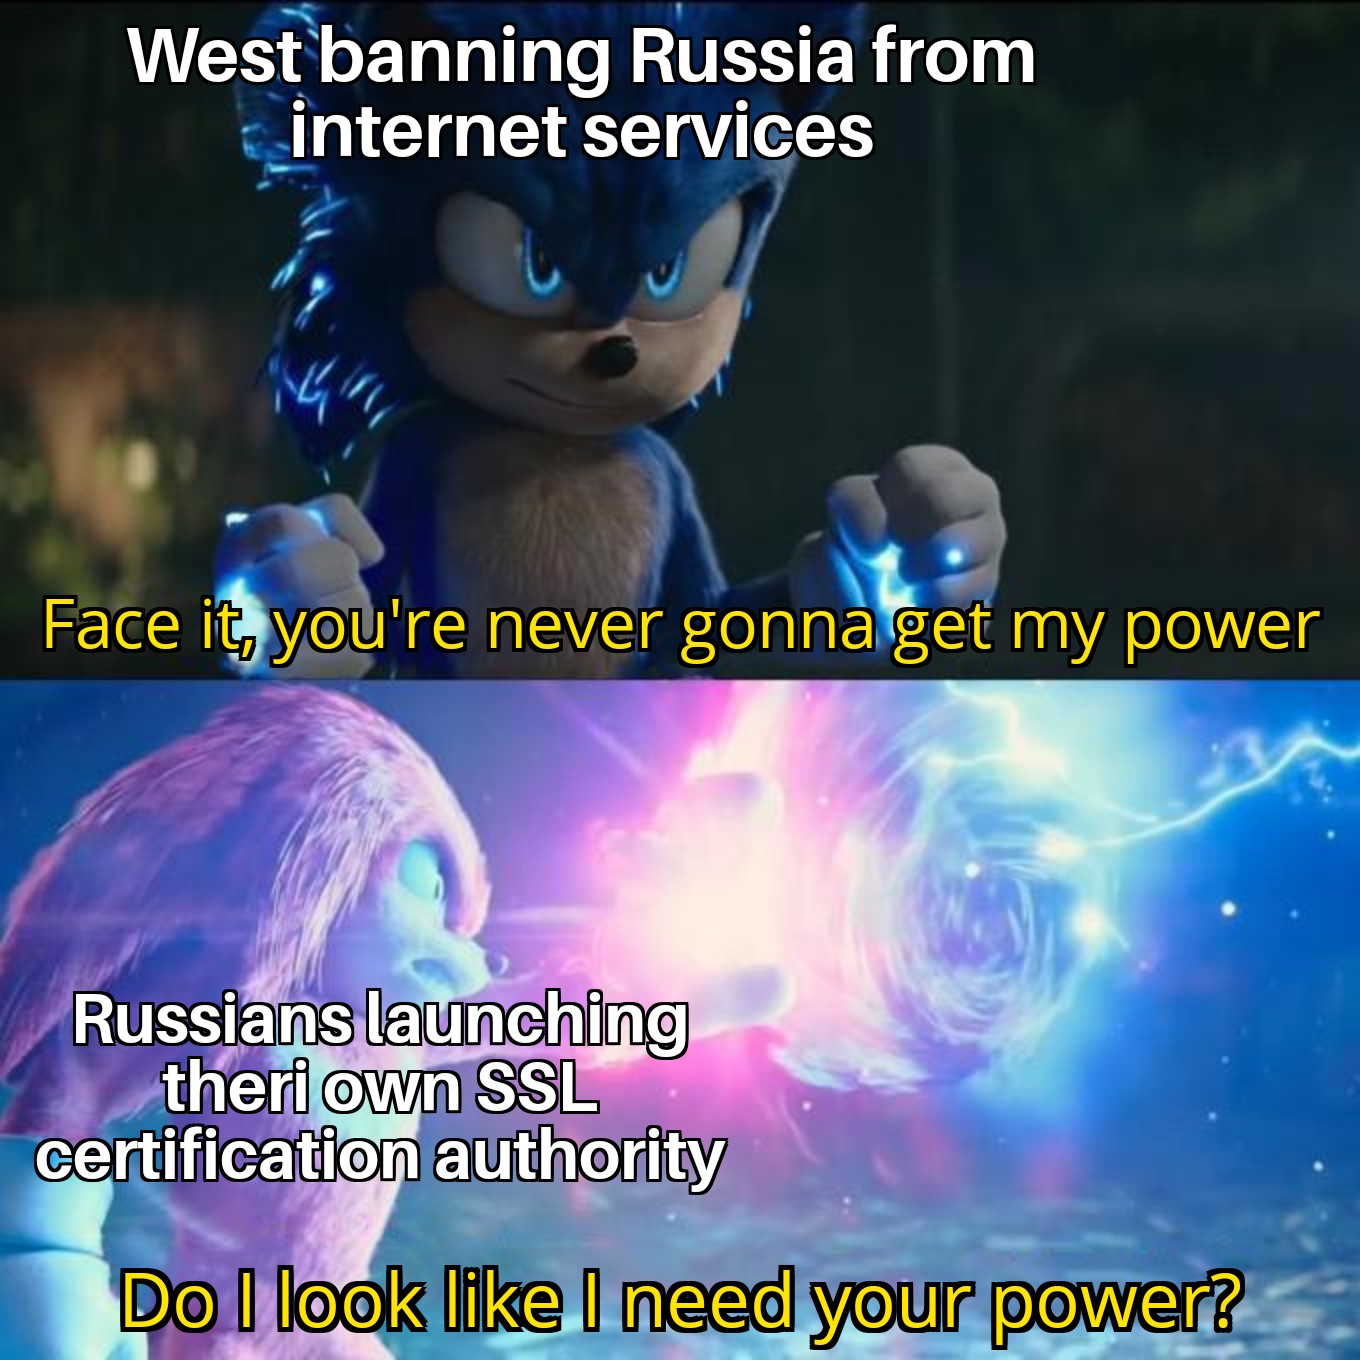 West banning Russia from
internet services
Face it, you're never gonna get my power
Russians launching
theri own SSL
certification authority
Do I look like I need your power?